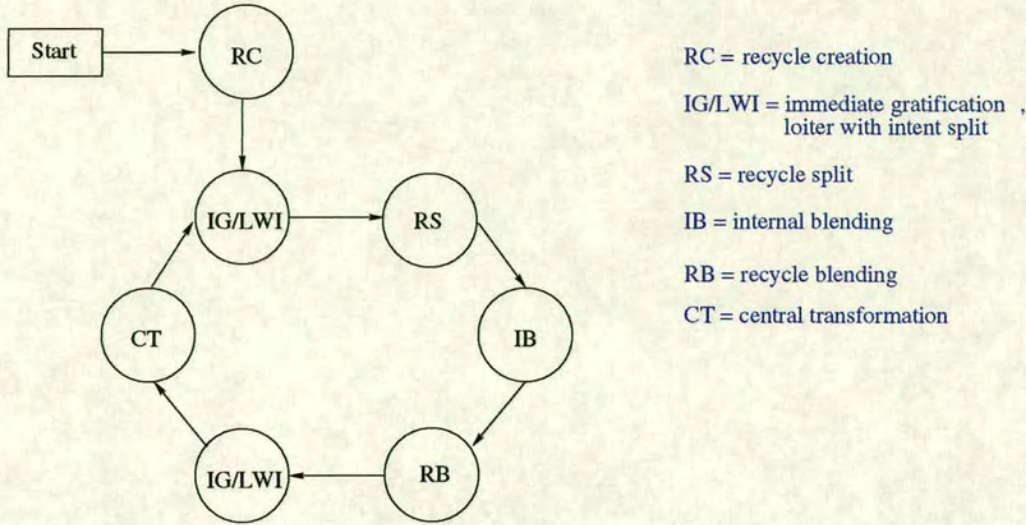 Start
RC
IG/LWI
RS
CT
IB
IG/LWI
RB
RC = recycle creation
IG/LWI = immediate gratification ,
loiter with intent split
RS = recycle split
IB = internal blending
RB = recycle blending
CT = central transformation